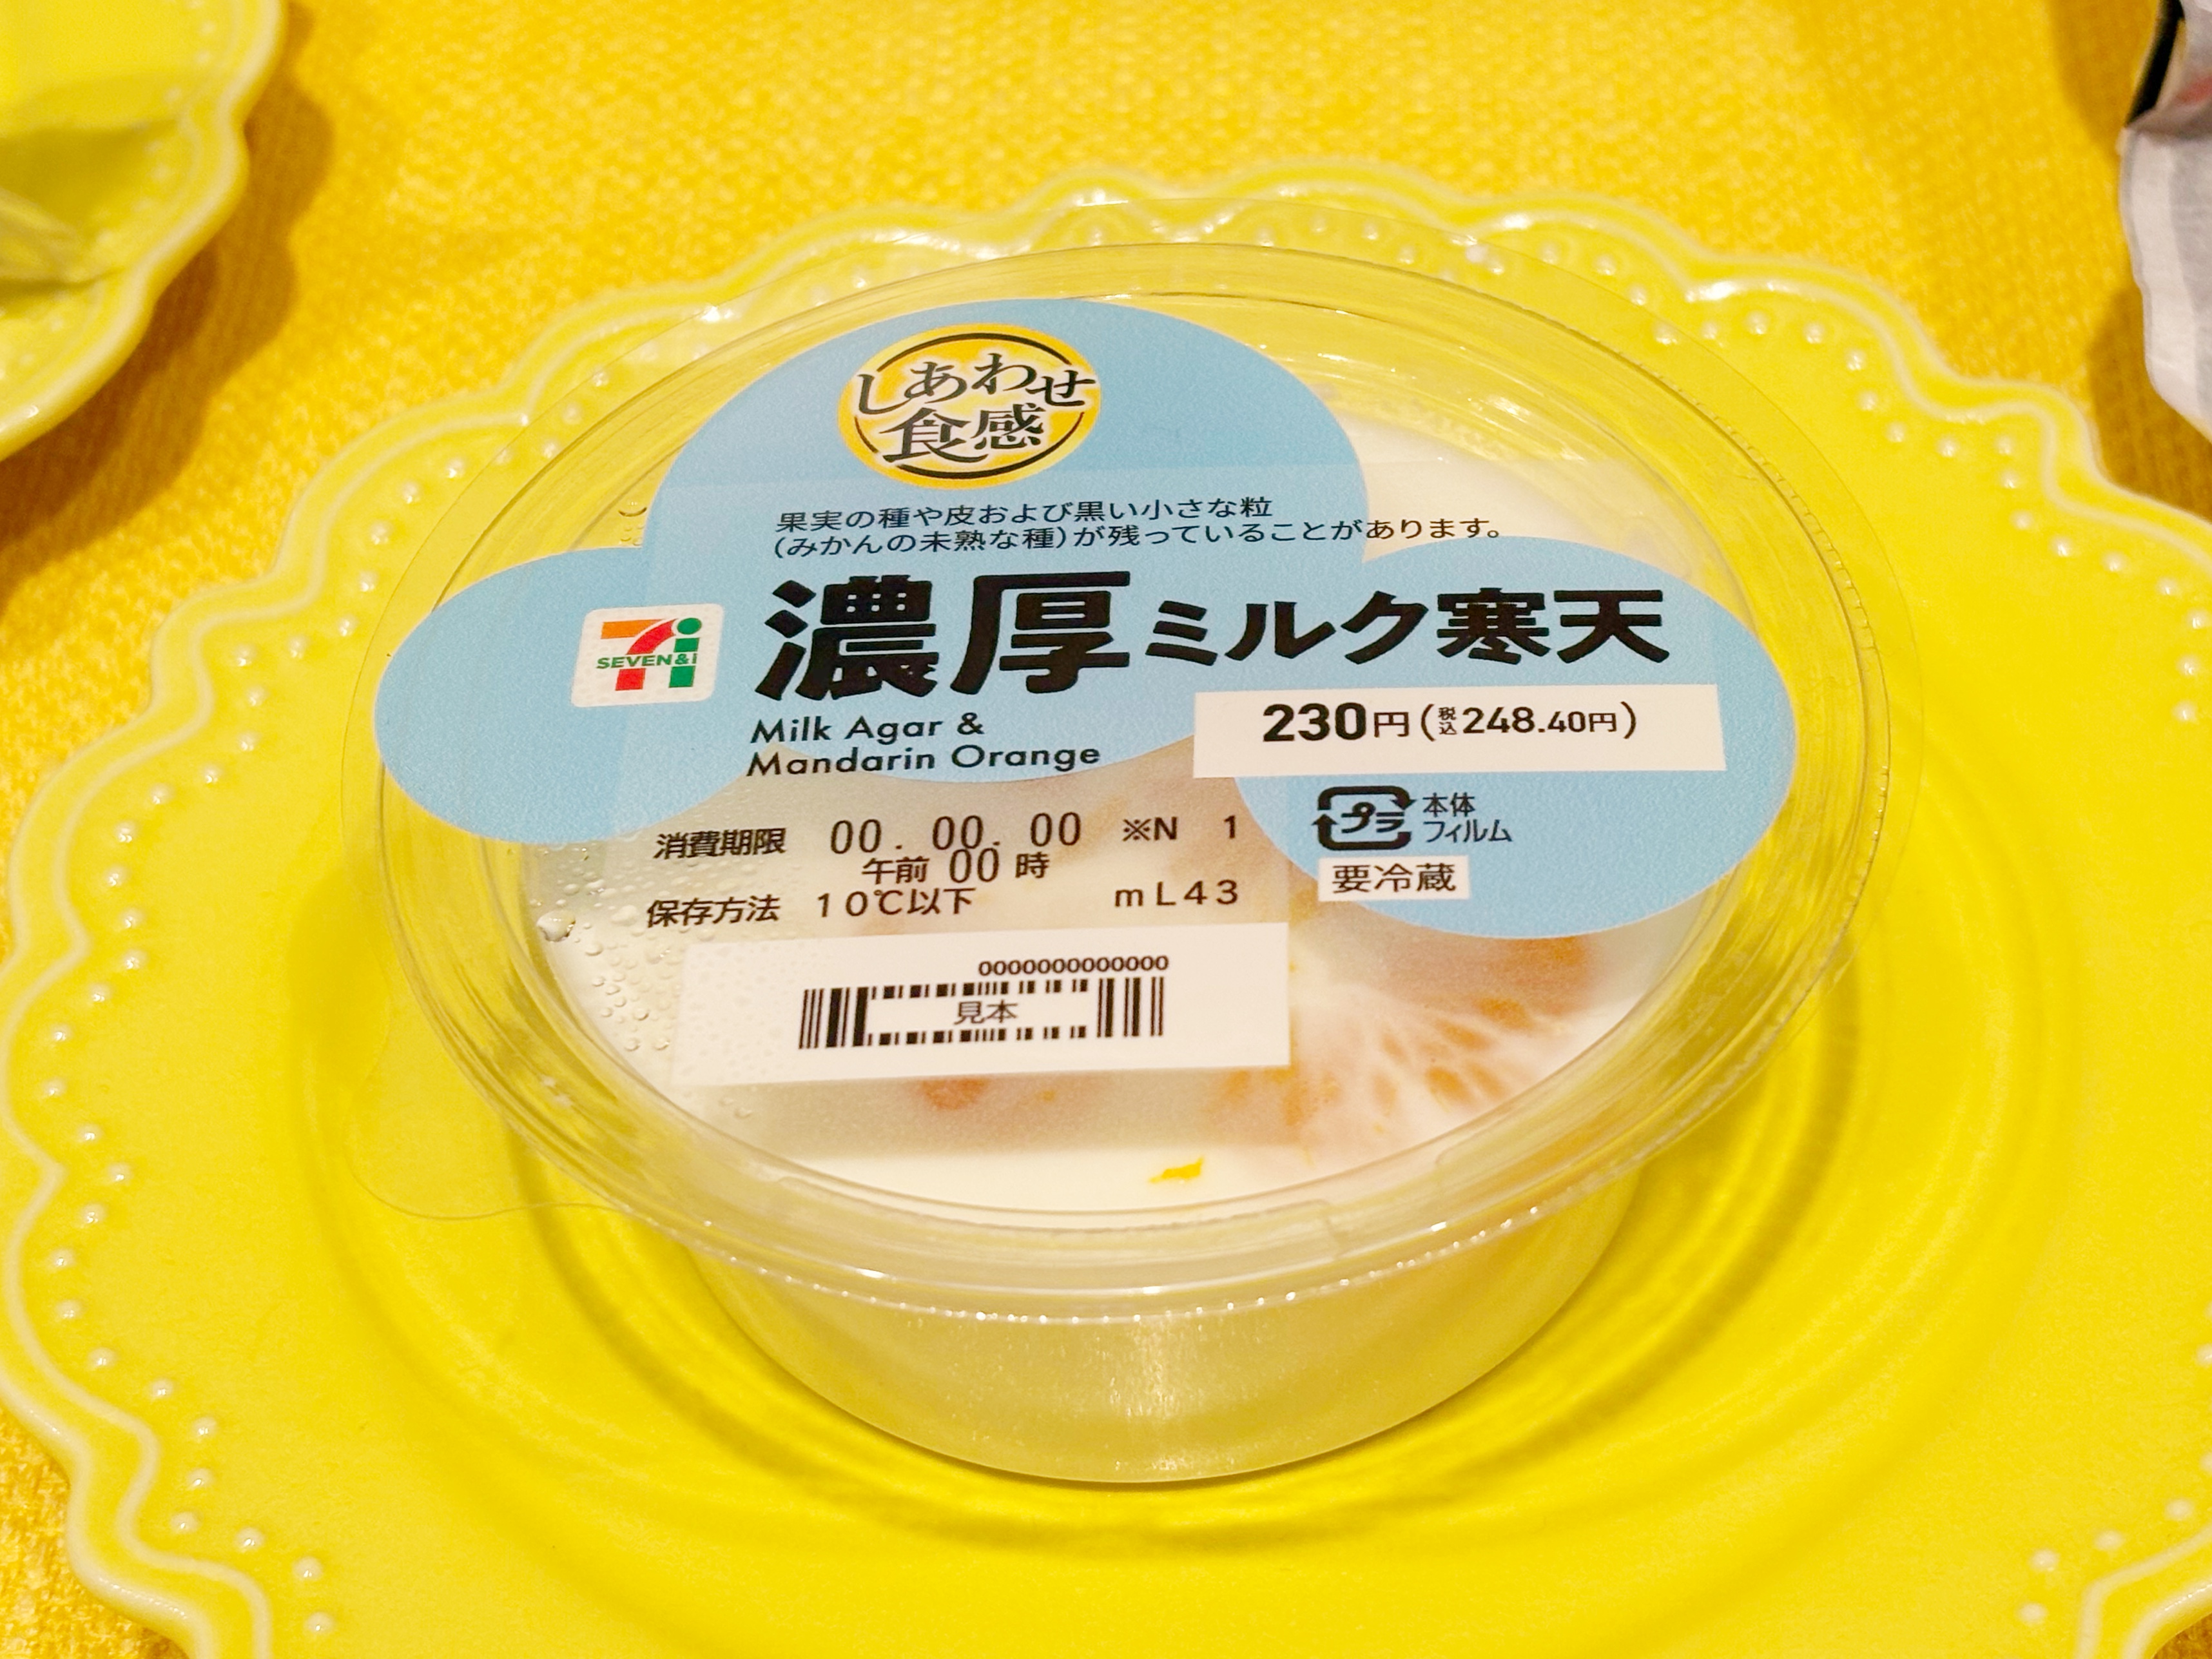 しあわせ
食感
果実の種や皮および黒い小さな粒
(みかんの未熟な種)が残っていることがあります。
SEVEN&i
濃厚ミルク寒天
Milk Agar &
Mandarin Orange
230円(税込248.40円)
プラ
本体
フィルム
要冷蔵
消費期限 00.00.00 ※N 1
午前 00 時
保存方法 10℃以下 mL43
0000000000000
見本